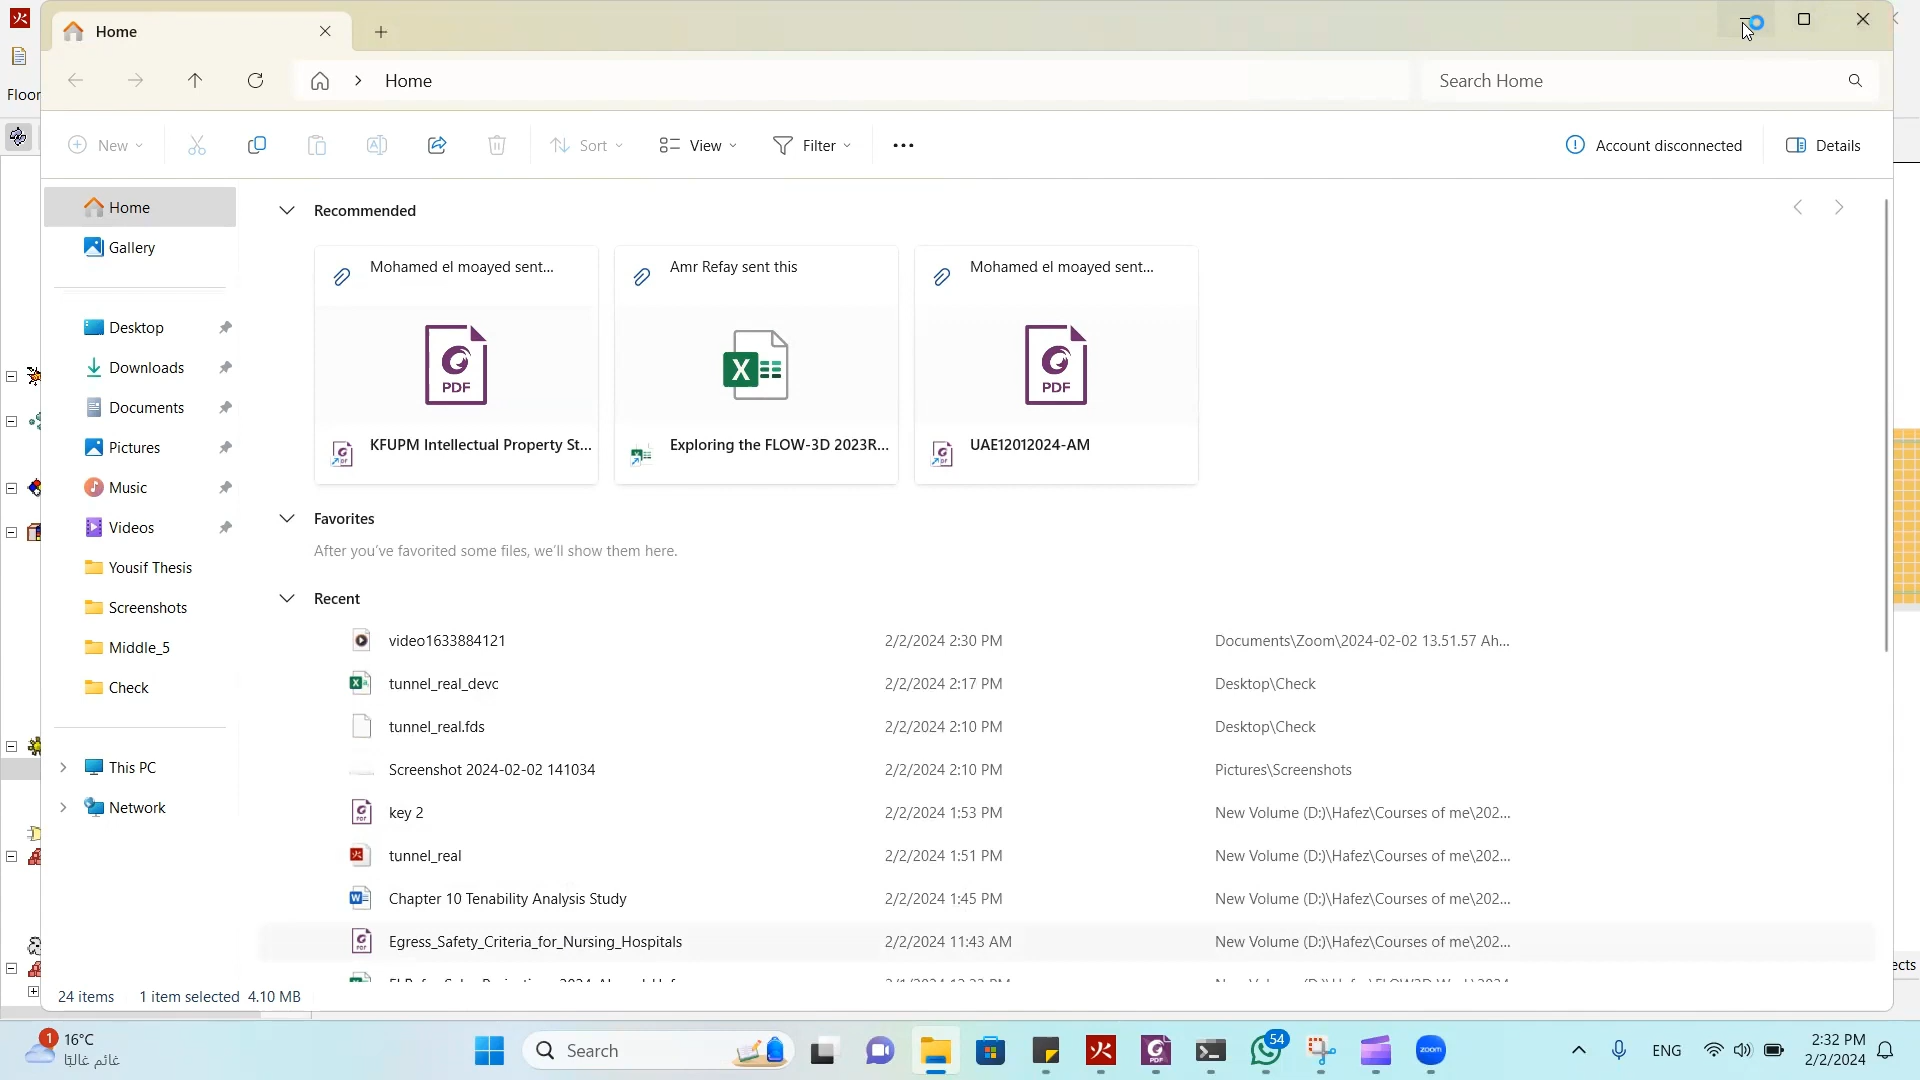 Home
Floor
Home
Search Home
New
Sort
View
Filter
Account disconnected
Details
Home
Gallery
Desktop
Downloads
Documents
Pictures
Music
Videos
Yousif Thesis
Screenshots
Middle_5
Check
This PC
Network
Recommended
Mohamed el moayed sent...
PDF
KFUPM Intellectual Property St...
Amr Refay sent this
X
Exploring the FLOW-3D 2023R...
Mohamed el moayed sent...
PDF
UAE12012024-AM
Favorites
After you've favorited some files, we'll show them here.
Recent
video1633884121 2/2/2024 2:30 PM Documents\Zoom\2024-02-02 13.51.57 Ah...
tunnel_real_devc 2/2/2024 2:17 PM Desktop\Check
tunnel_real.fds 2/2/2024 2:10 PM Desktop\Check
Screenshot 2024-02-02 141034 2/2/2024 2:10 PM Pictures\Screenshots
key 2 2/2/2024 1:53 PM New Volume (D:)\Hafez\Courses of me\202...
tunnel_real 2/2/2024 1:51 PM New Volume (D:)\Hafez\Courses of me\202...
Chapter 10 Tenability Analysis Study 2/2/2024 1:45 PM New Volume (D:)\Hafez\Courses of me\202...
Egress_Safety_Criteria_for_Nursing_Hospitals 2/2/2024 11:43 AM New Volume (D:)\Hafez\Courses of me\202...
ects
24 items 1 item selected 4.10 MB
1
16°C
غائم غالبًا
Search
PDF
54
zoom
ENG
2:32 PM
2/2/2024